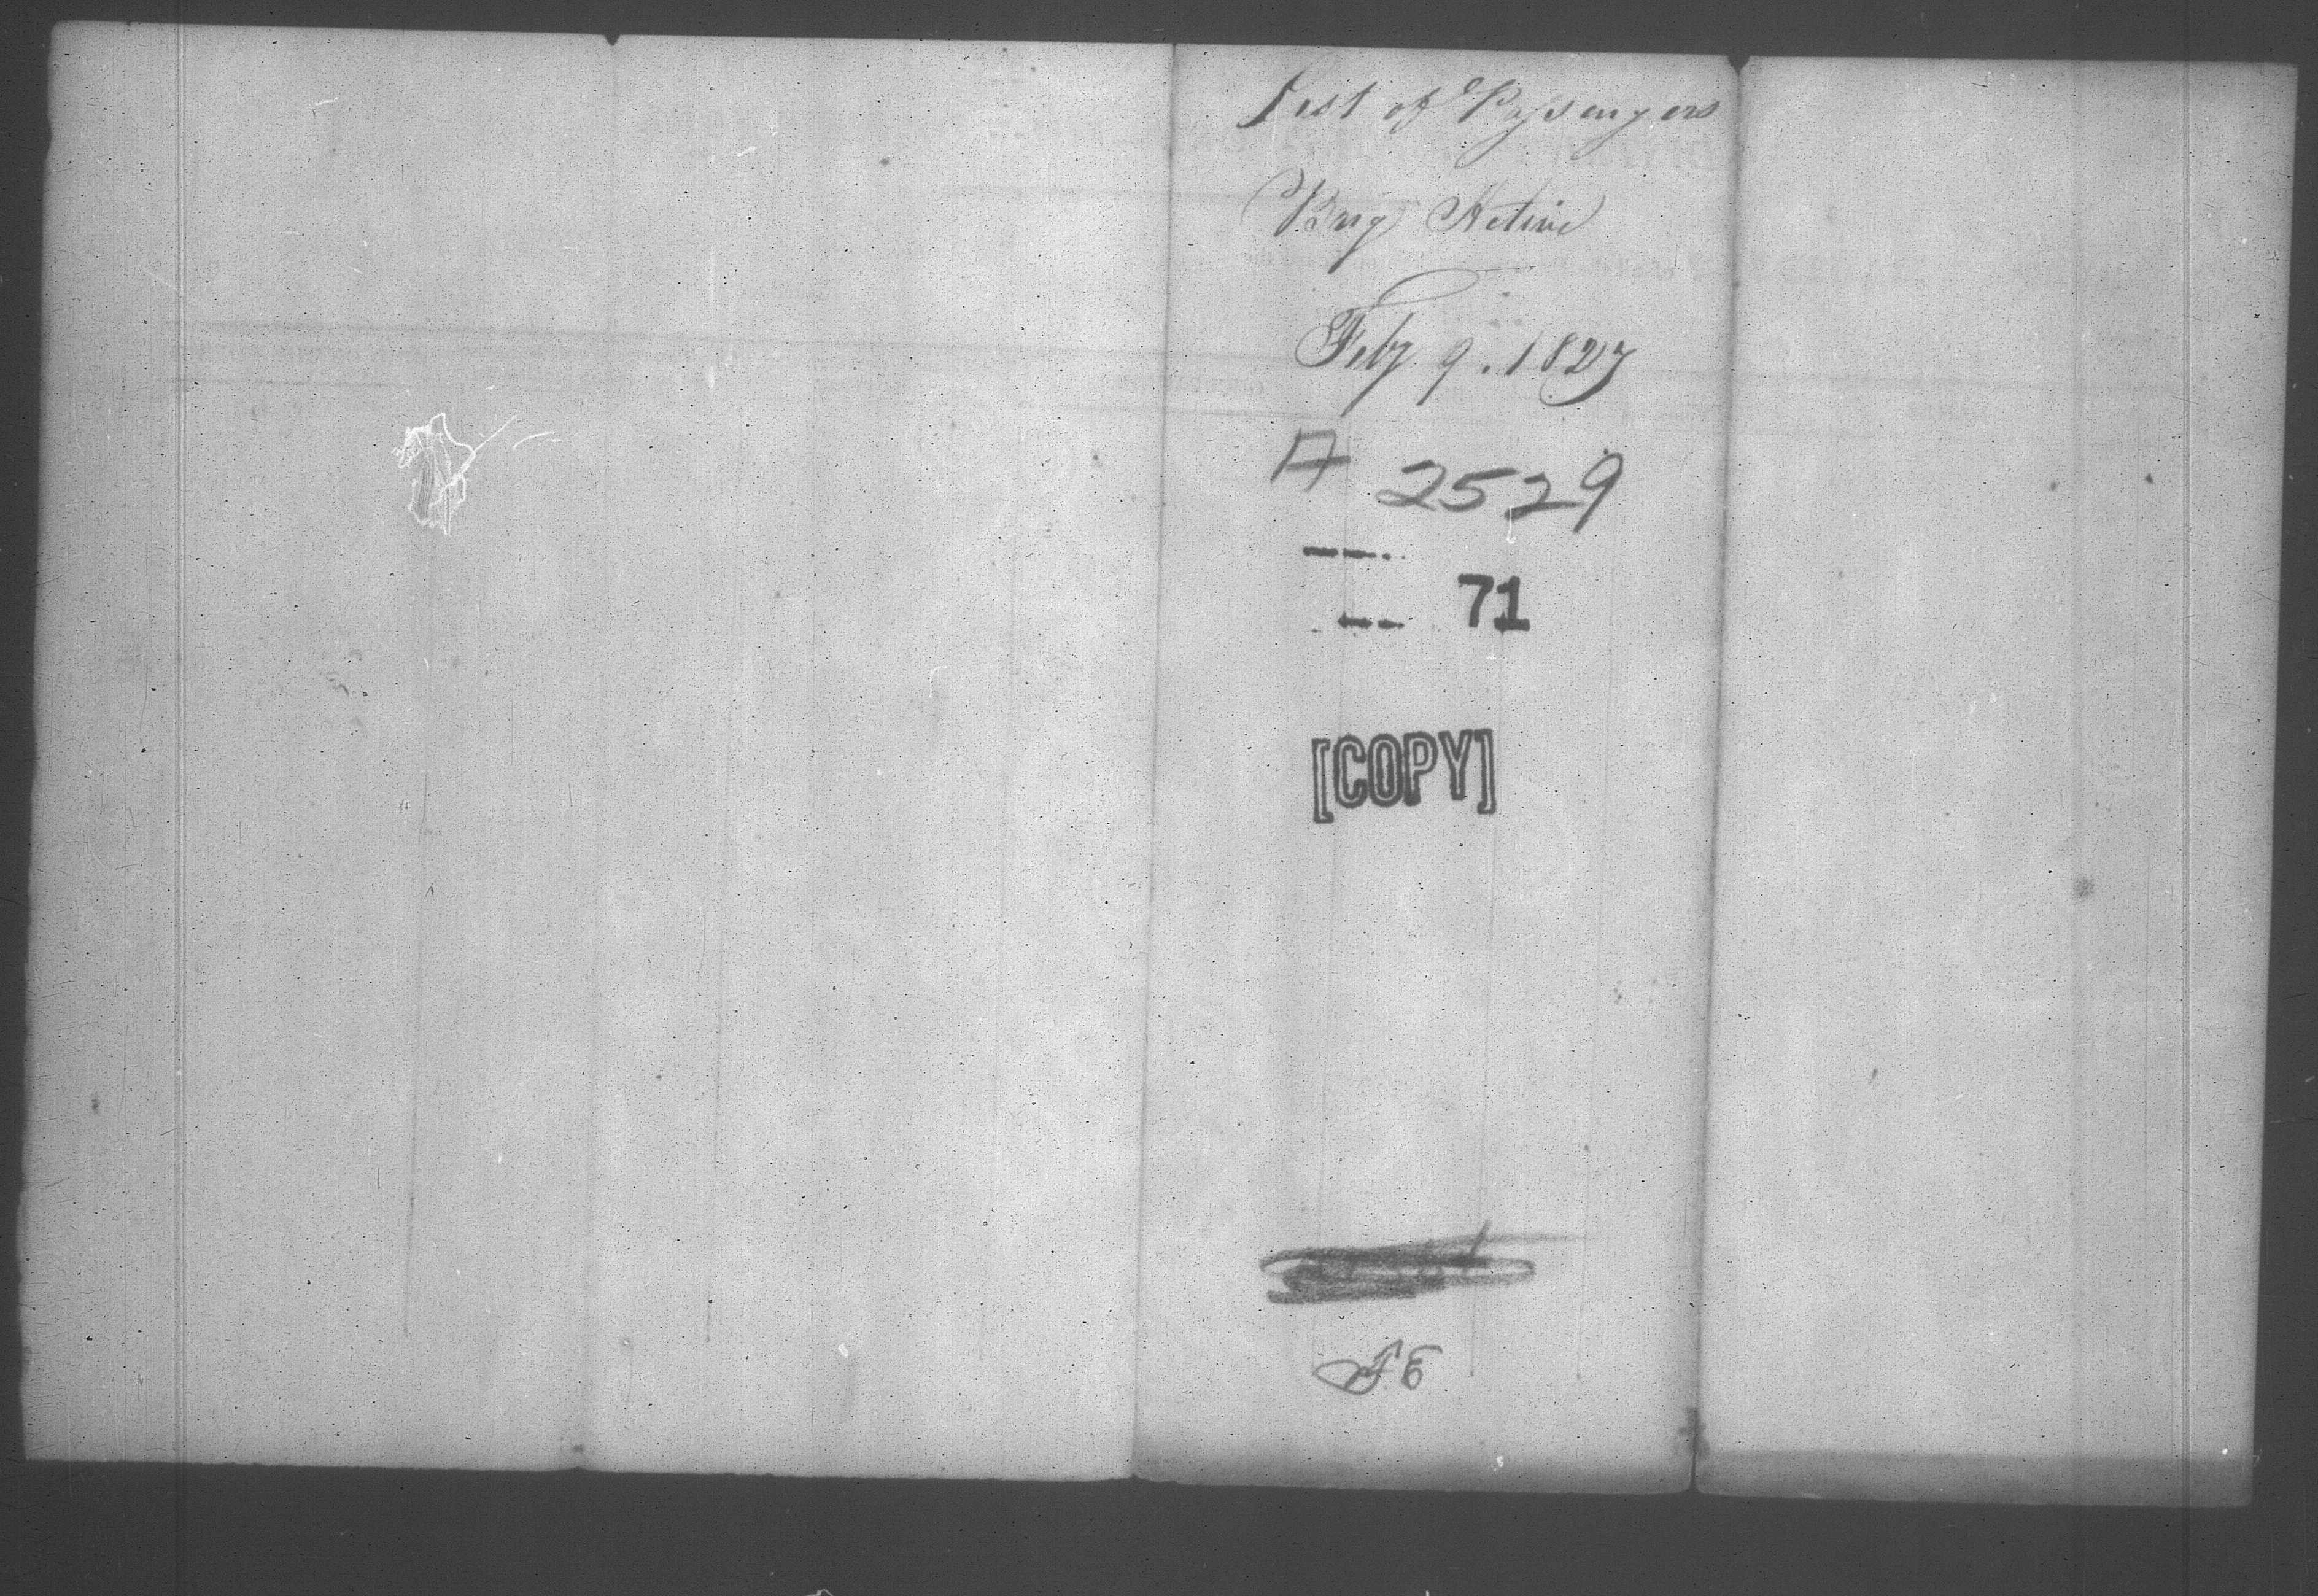 List of Passengers
Brig Active
Feby 9. 1827
A 2529
71
[COPY]